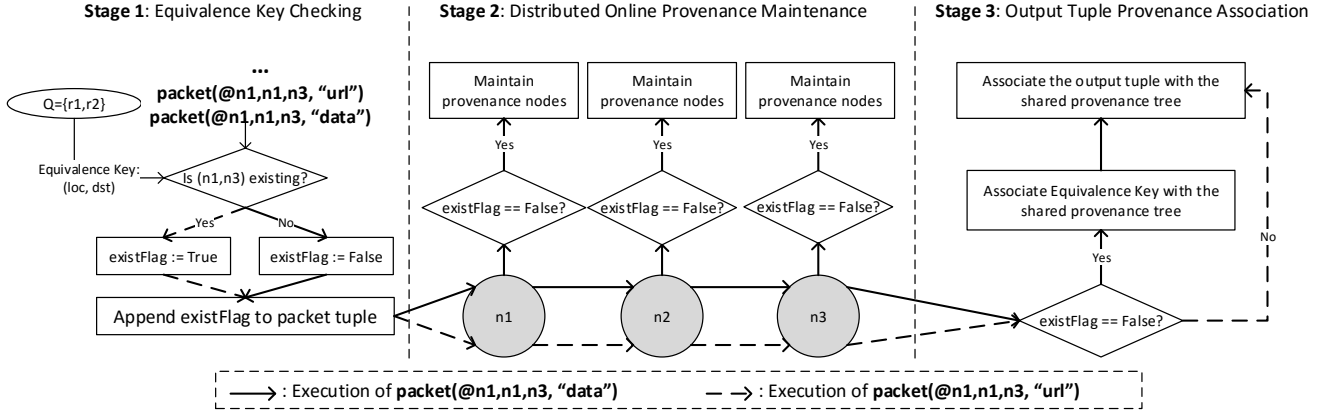 Stage 1: Equivalence Key Checking
Stage 2: Distributed Online Provenance Maintenance
Stage 3: Output Tuple Provenance Association
...
packet(@n1,n1,n3, “url”)
packet(@n1,n1,n3, “data”)
Q={r1,r2}
Equivalence Key:
(loc, dst)
Is (n1,n3) existing?
Yes
No
existFlag := True
existFlag := False
Append existFlag to packet tuple
Maintain
provenance nodes
Maintain
provenance nodes
Maintain
provenance nodes
Yes
Yes
Yes
existFlag == False?
existFlag == False?
existFlag == False?
n1
n2
n3
Associate the output tuple with the
shared provenance tree
Associate Equivalence Key with the
shared provenance tree
Yes
No
existFlag == False?
: Execution of packet(@n1,n1,n3, “data”)
: Execution of packet(@n1,n1,n3, “url”)